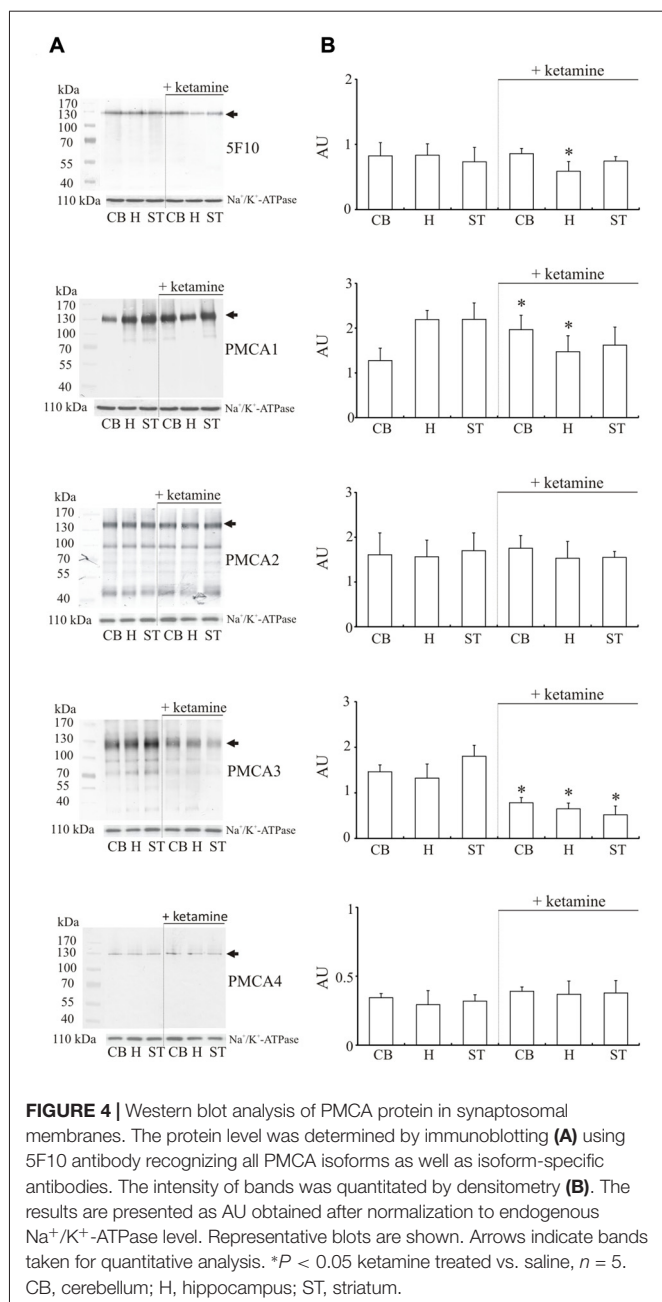 A
B
kDa
+ ketamine
170
130
100
70
55
40
5F10
110 kDa
Na⁺/K⁺-ATPase
CB H ST CB H ST
+ ketamine
2
1
0
AU
*
CB H ST CB H ST
kDa
+ ketamine
170
130
100
70
55
40
PMCA1
110 kDa
Na⁺/K⁺-ATPase
CB H ST CB H ST
+ ketamine
3
2
1
0
AU
* *
CB H ST CB H ST
kDa
+ ketamine
170
130
100
70
55
40
PMCA2
110 kDa
Na⁺/K⁺-ATPase
CB H ST CB H ST
+ ketamine
3
2
1
0
AU
CB H ST CB H ST
kDa
+ ketamine
170
130
100
70
55
40
PMCA3
110 kDa
Na⁺/K⁺-ATPase
CB H ST CB H ST
+ ketamine
3
2
1
0
AU
* * *
CB H ST CB H ST
kDa
+ ketamine
170
130
100
70
55
40
PMCA4
110 kDa
Na⁺/K⁺-ATPase
CB H ST CB H ST
+ ketamine
1
0.5
0
AU
CB H ST CB H ST
FIGURE 4 | Western blot analysis of PMCA protein in synaptosomal
membranes. The protein level was determined by immunoblotting (A) using
5F10 antibody recognizing all PMCA isoforms as well as isoform-specific
antibodies. The intensity of bands was quantitated by densitometry (B). The
results are presented as AU obtained after normalization to endogenous
Na⁺/K⁺-ATPase level. Representative blots are shown. Arrows indicate bands
taken for quantitative analysis. *P < 0.05 ketamine treated vs. saline, n = 5.
CB, cerebellum; H, hippocampus; ST, striatum.